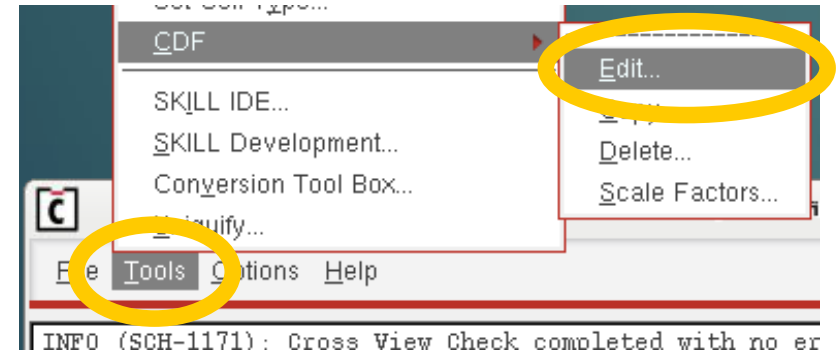 CDF
Edit...
SKILL IDE...
SKILL Development...
Delete...
Conversion Tool Box...
Scale Factors...
Tools Options Help
INFO (SCH-1171): Cross View Check completed with no er